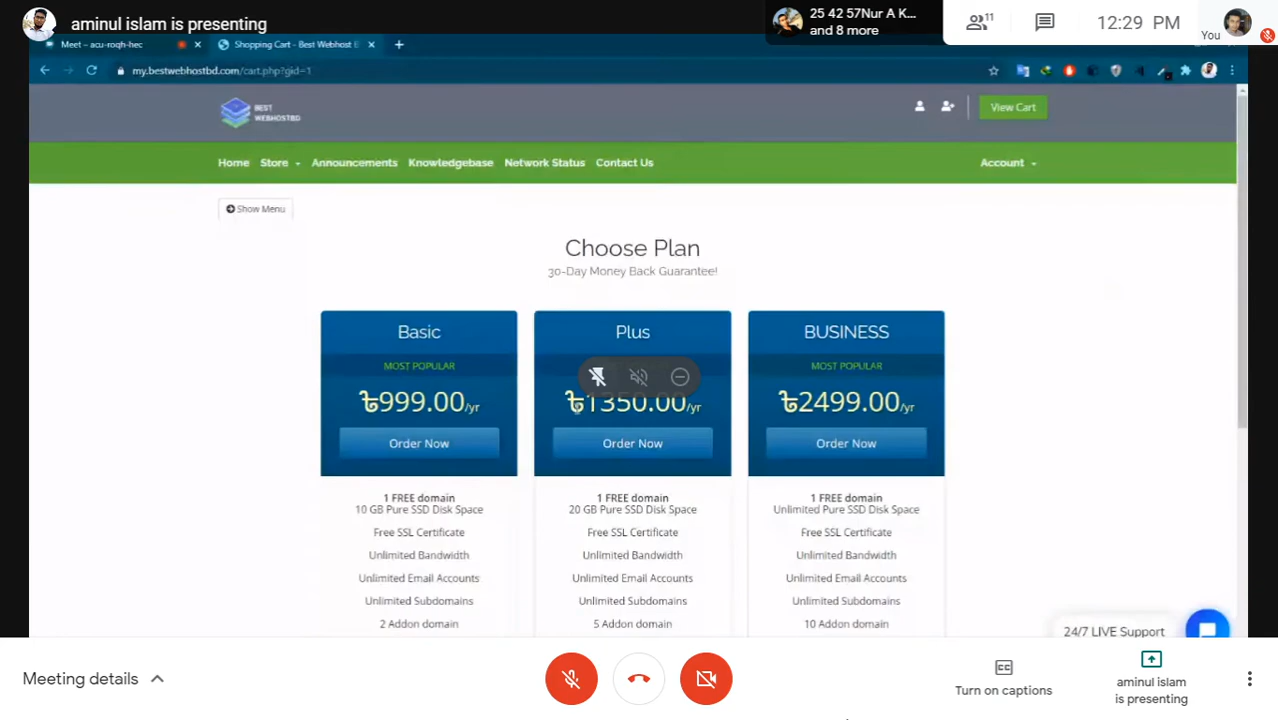 aminul islam is presenting
25 42 57Nur A K...
and 8 more
11
12:29 PM
You
Meet – acu-roqh-hec
Shopping Cart - Best Webhost B
my.bestwebhostbd.com/cart.php?gid=1
BEST
WEBHOSTBD
View Cart
Home Store Announcements Knowledgebase Network Status Contact Us Account
Show Menu
Choose Plan
30-Day Money Back Guarantee!
Basic Plus BUSINESS
MOST POPULAR MOST POPULAR
৳999.00/yr ৳1350.00/yr ৳2499.00/yr
Order Now Order Now Order Now
1 FREE domain 1 FREE domain 1 FREE domain
10 GB Pure SSD Disk Space 20 GB Pure SSD Disk Space Unlimited Pure SSD Disk Space
Free SSL Certificate Free SSL Certificate Free SSL Certificate
Unlimited Bandwidth Unlimited Bandwidth Unlimited Bandwidth
Unlimited Email Accounts Unlimited Email Accounts Unlimited Email Accounts
Unlimited Subdomains Unlimited Subdomains Unlimited Subdomains
2 Addon domain 5 Addon domain 10 Addon domain
24/7 LIVE Support
Meeting details
Turn on captions
aminul islam
is presenting